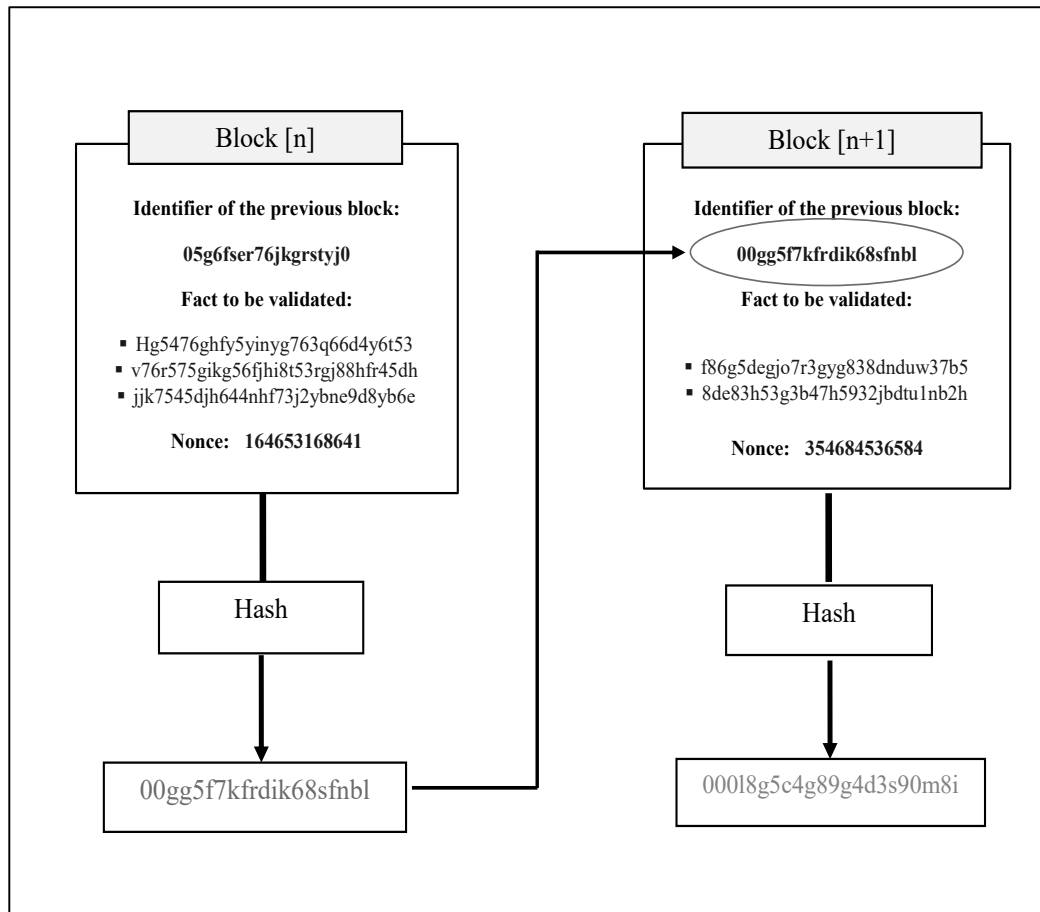 Block [n]
Identifier of the previous block:
05g6fser76jkgrstyj0
Fact to be validated:
▪ Hg5476ghfy5yinyg763q66d4y6t53
▪ v76r575gikg56fjhi8t53rgj88hfr45dh
▪ jjk7545djh644nhf73j2ybne9d8yb6e
Nonce: 164653168641
Hash
00gg5f7kfrdik68sfnbl
Block [n+1]
Identifier of the previous block:
00gg5f7kfrdik68sfnbl
Fact to be validated:
▪ f86g5degjo7r3gyg838dnduw37b5
▪ 8de83h53g3b47h5932jbdtu1nb2h
Nonce: 354684536584
Hash
000l8g5c4g89g4d3s90m8i